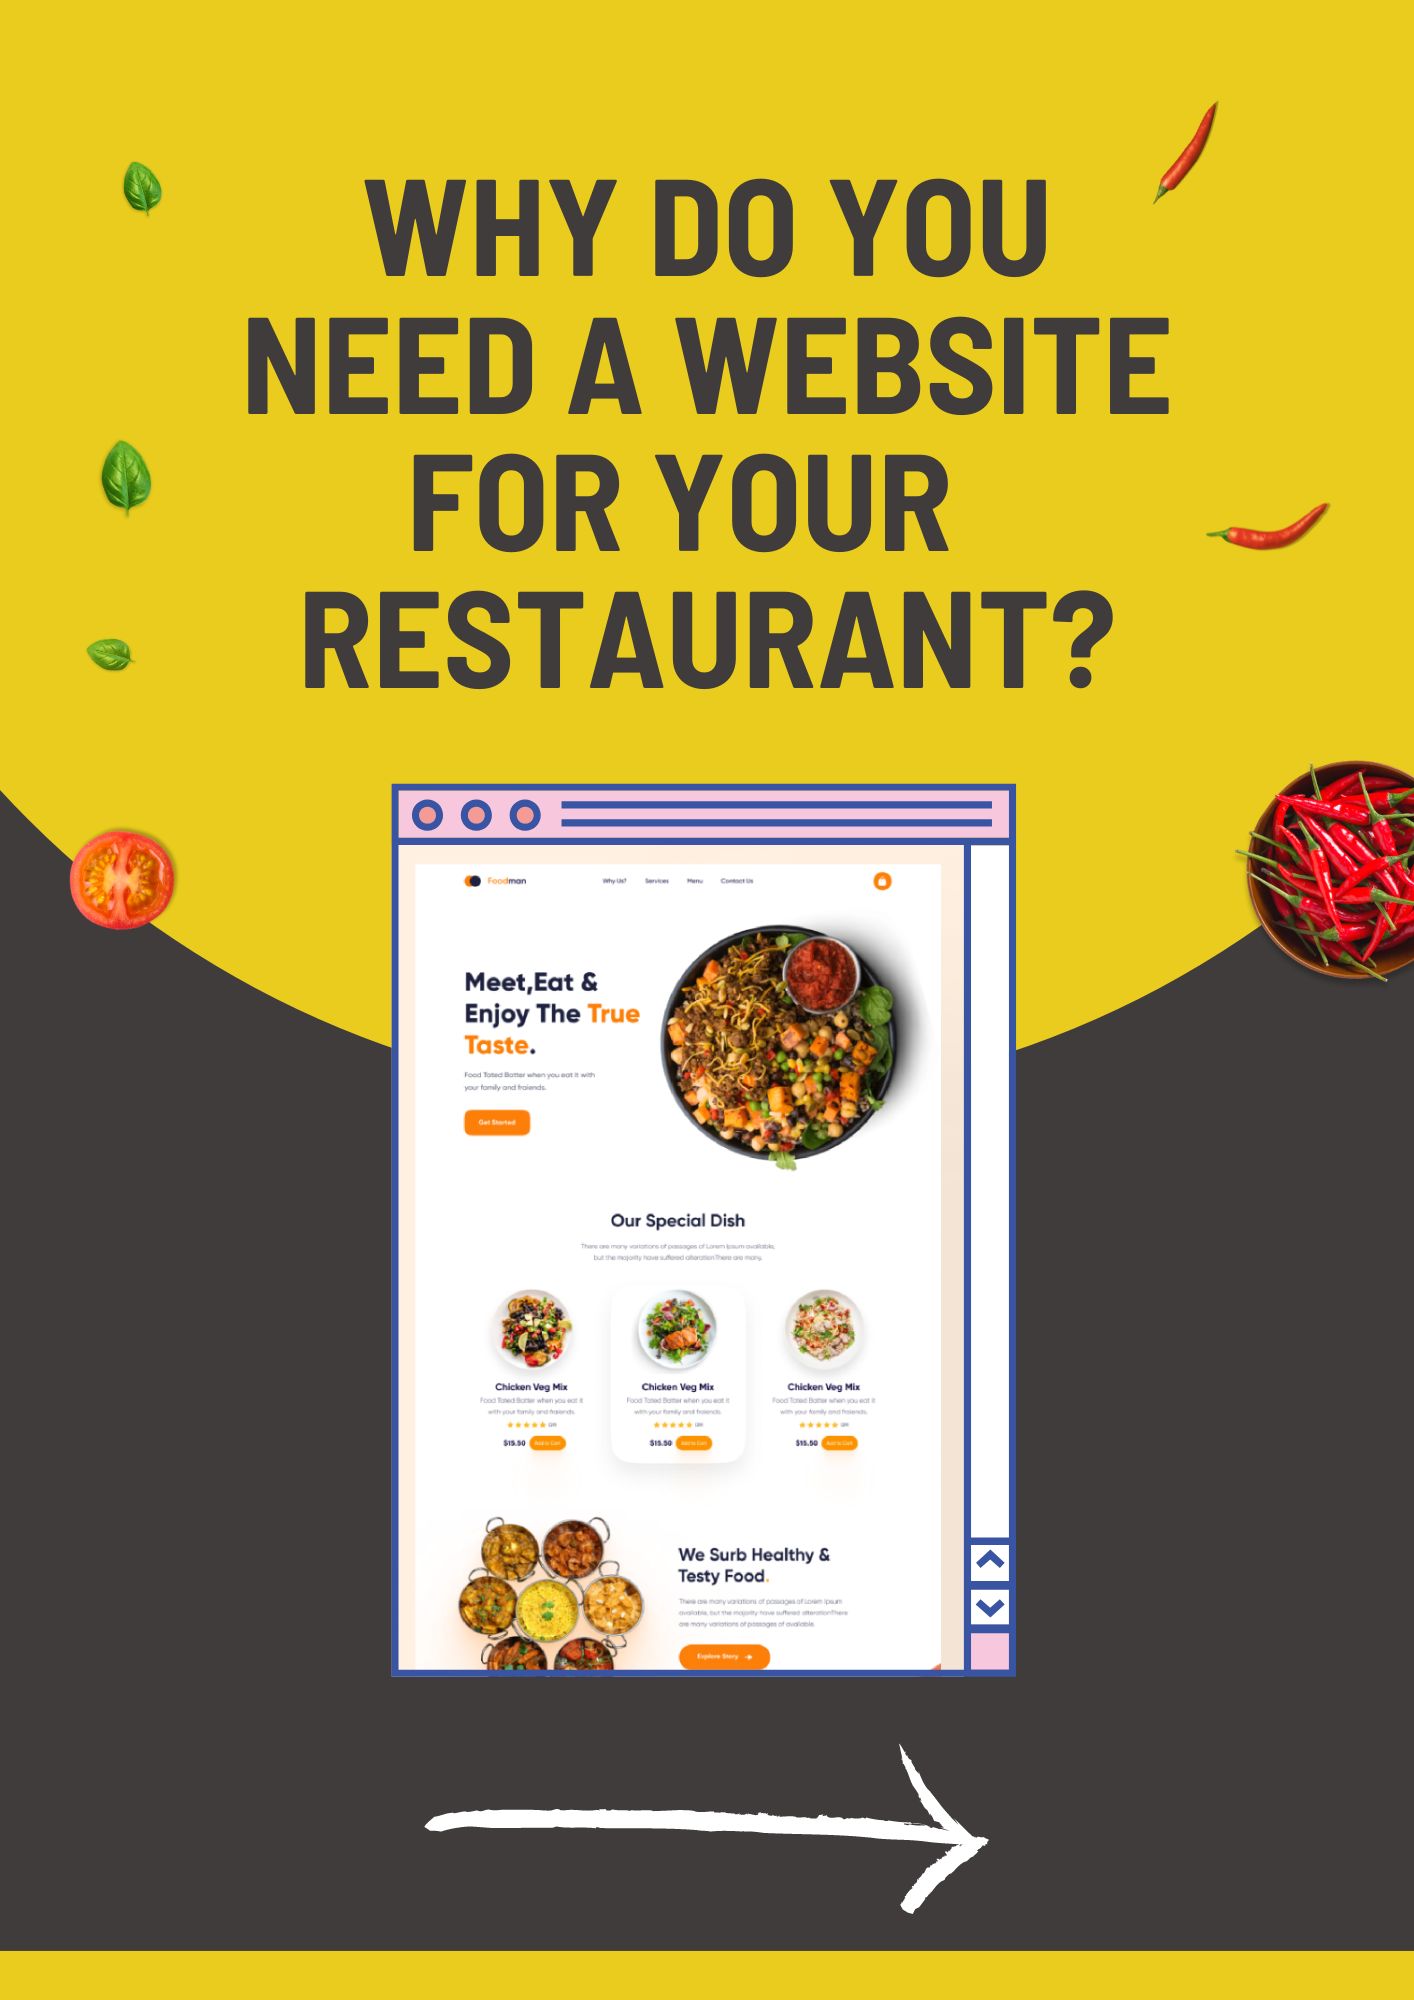 WHY DO YOU
NEED A WEBSITE
FOR YOUR
RESTAURANT?
Foodman
Why Us? Services Menu Contact Us
Meet,Eat &
Enjoy The True
Taste.
Food Tated Batter when you eat it with
your family and fraiends.
Get Started
Our Special Dish
There are many variations of passages of Lorem Ipsum available,
but the majority have suffered alterationThere are many.
Chicken Veg Mix Chicken Veg Mix Chicken Veg Mix
Food Tated Batter when you eat it Food Tated Batter when you eat it Food Tated Batter when you eat it
with your family and fraiends. with your family and fraiends. with your family and fraiends.
$15.50 Add to Cart $15.50 Add to Cart $15.50 Add to Cart
We Surb Healthy &
Testy Food.
There are many variations of passages of Lorem Ipsum
available, but the majority have suffered alterationThere
are many variations of passages of available.
Explore Story